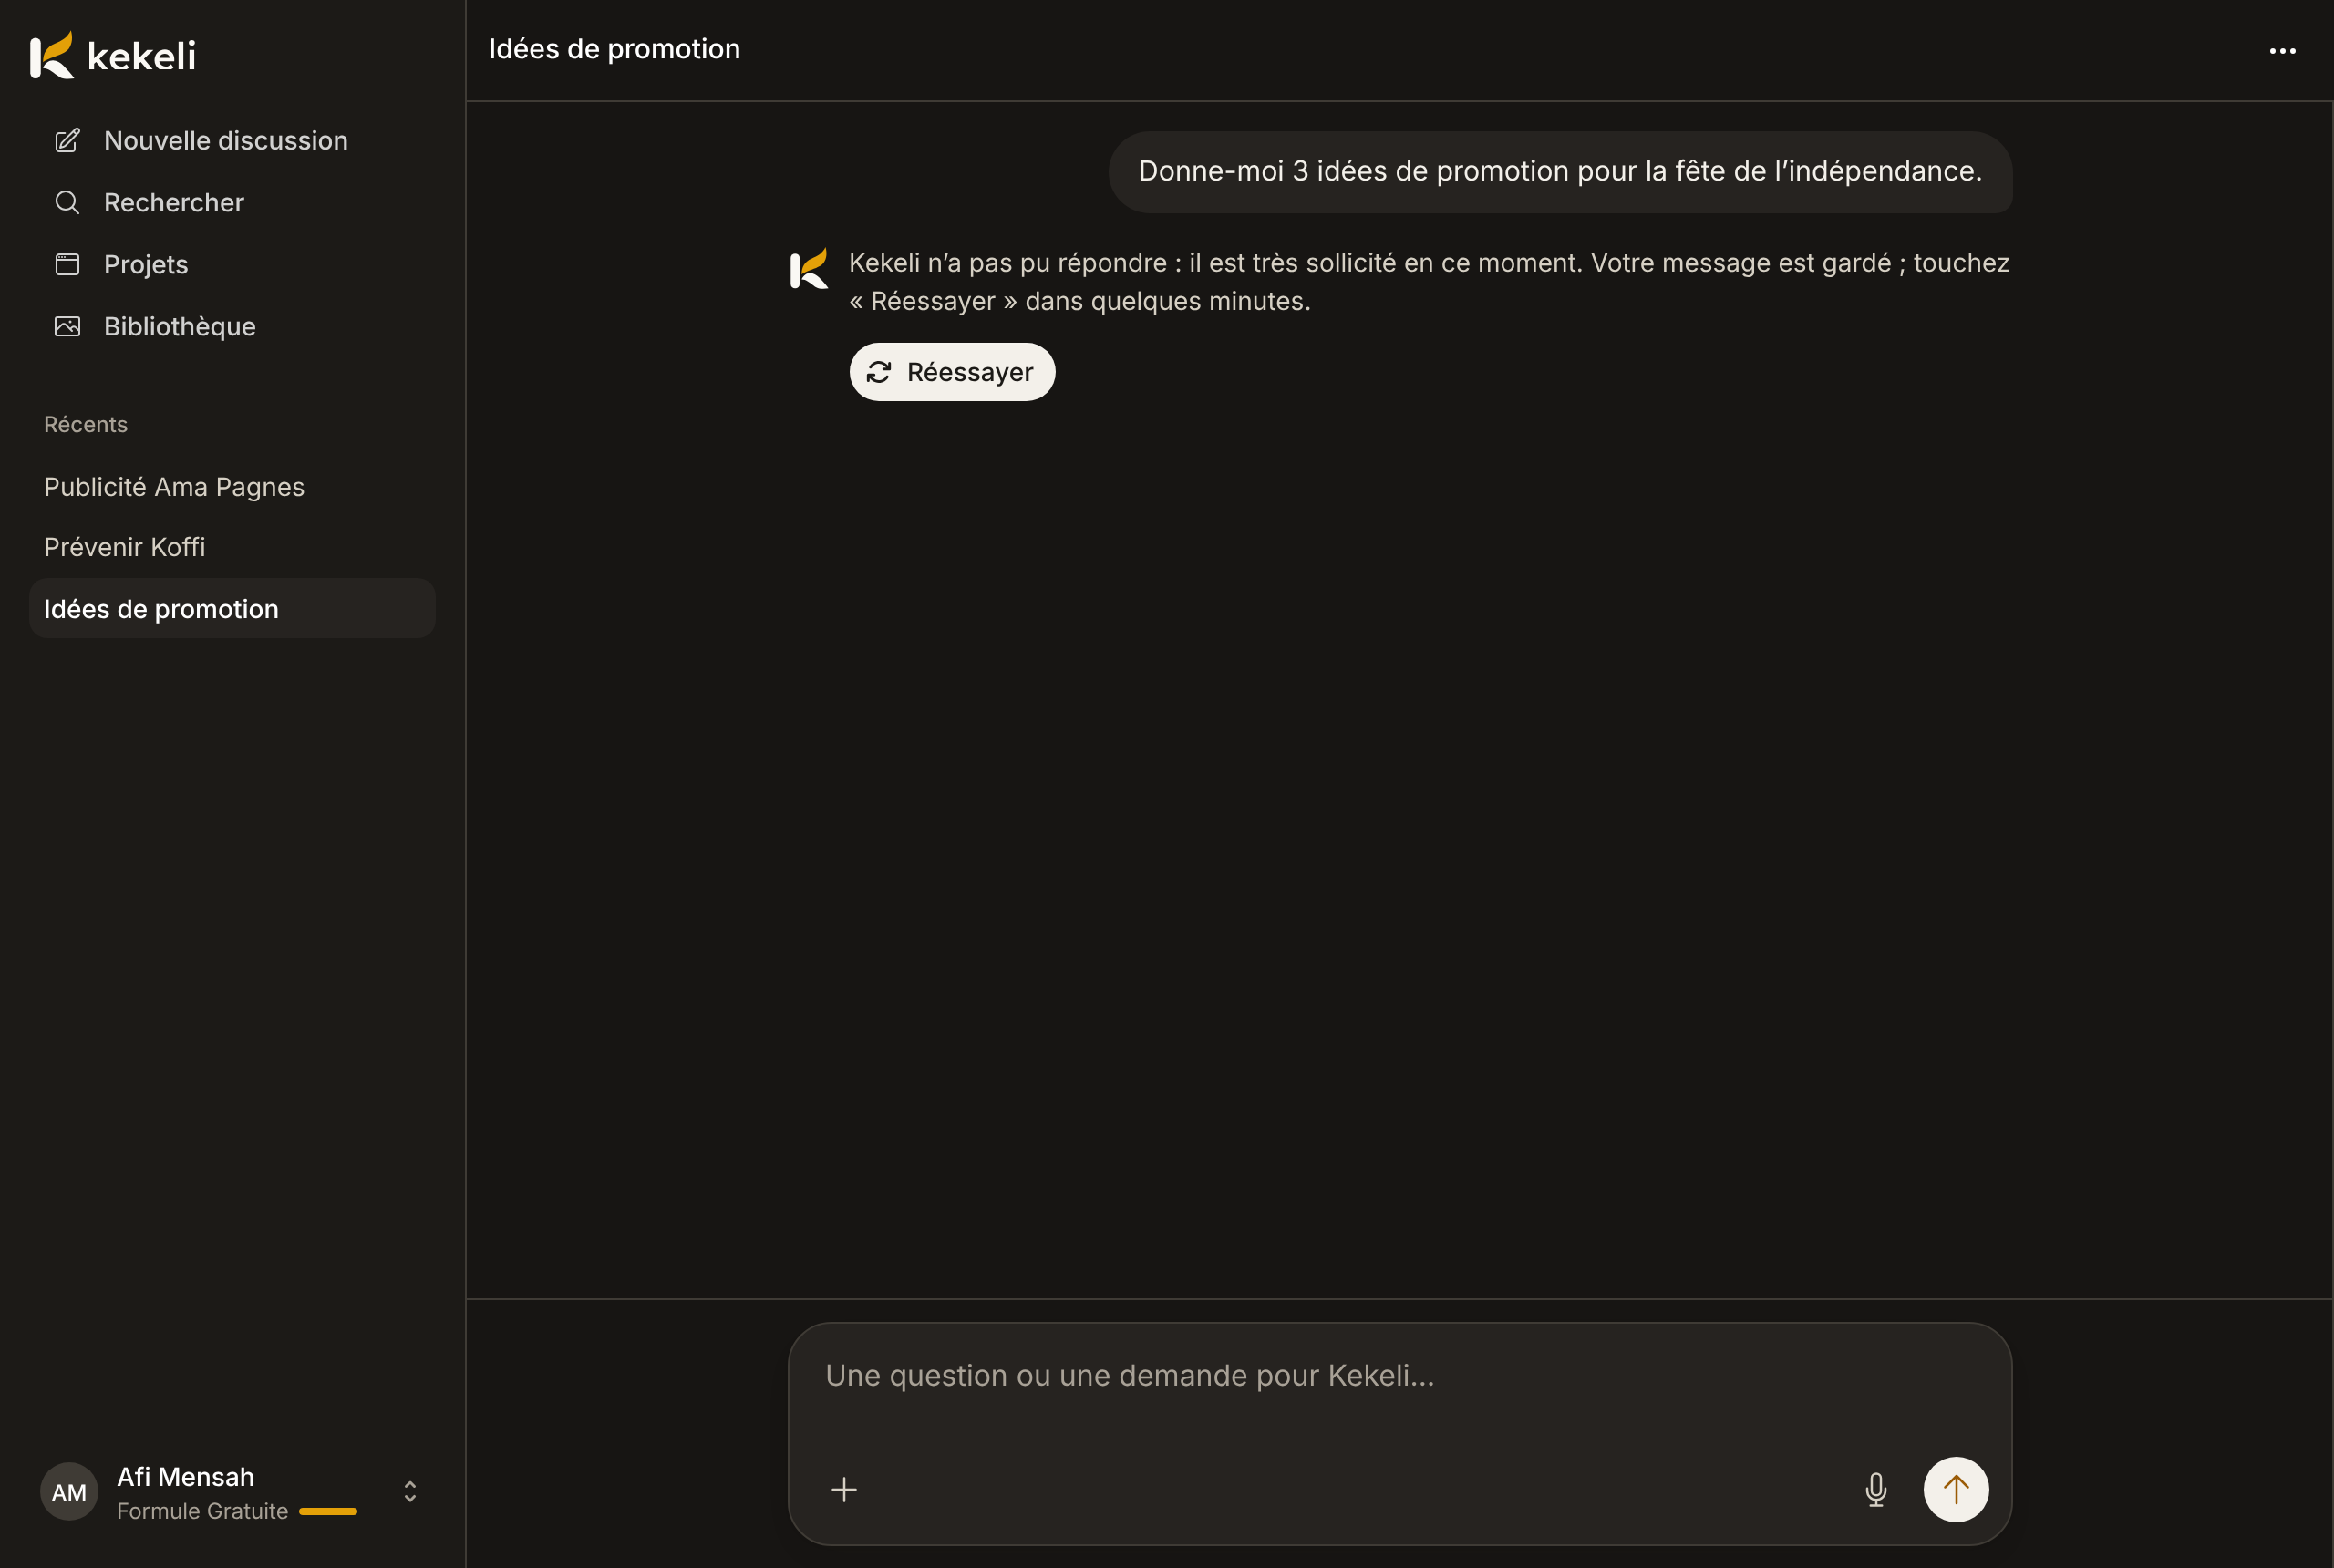 kekeli
Nouvelle discussion
Rechercher
Projets
Bibliothèque
Récents
Publicité Ama Pagnes
Prévenir Koffi
Idées de promotion
AM
Afi Mensah
Formule Gratuite
Idées de promotion
Donne-moi 3 idées de promotion pour la fête de l’indépendance.
Kekeli n’a pas pu répondre : il est très sollicité en ce moment. Votre message est gardé ; touchez
« Réessayer » dans quelques minutes.
Réessayer
Une question ou une demande pour Kekeli...